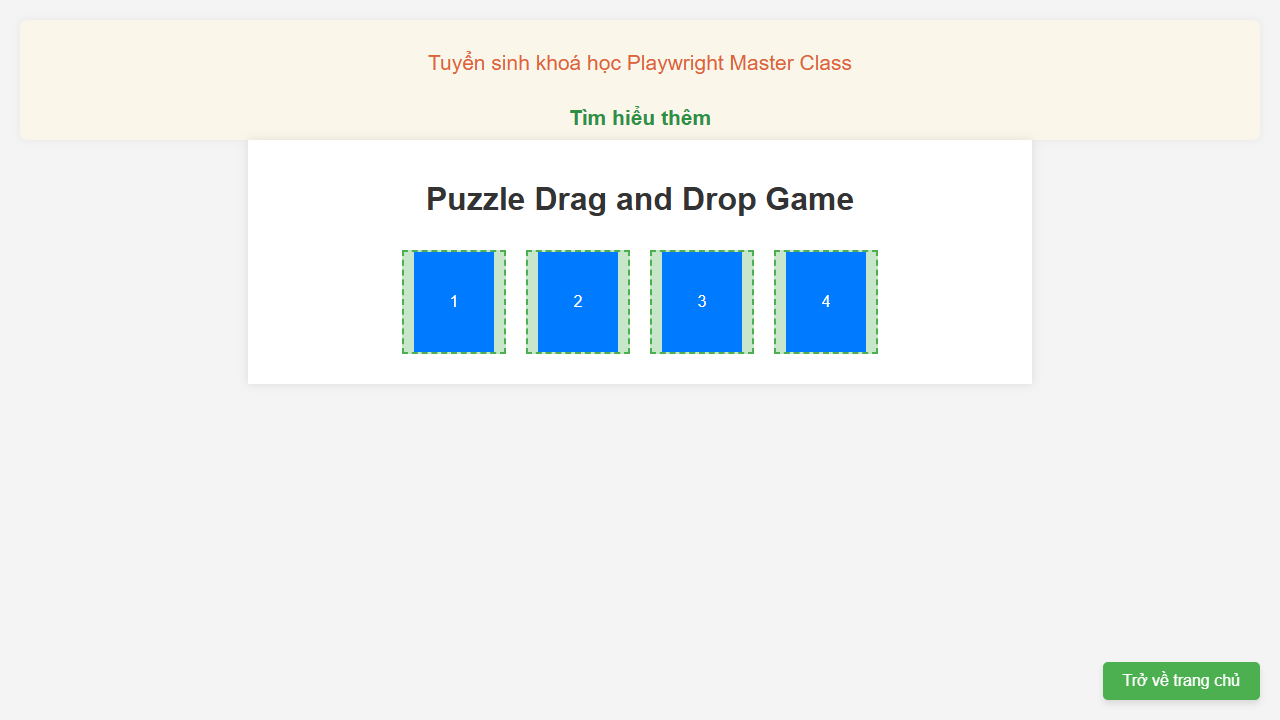 Tuyển sinh khoá học Playwright Master Class
Tìm hiểu thêm
Puzzle Drag and Drop Game
1 2 3 4
Trở về trang chủ